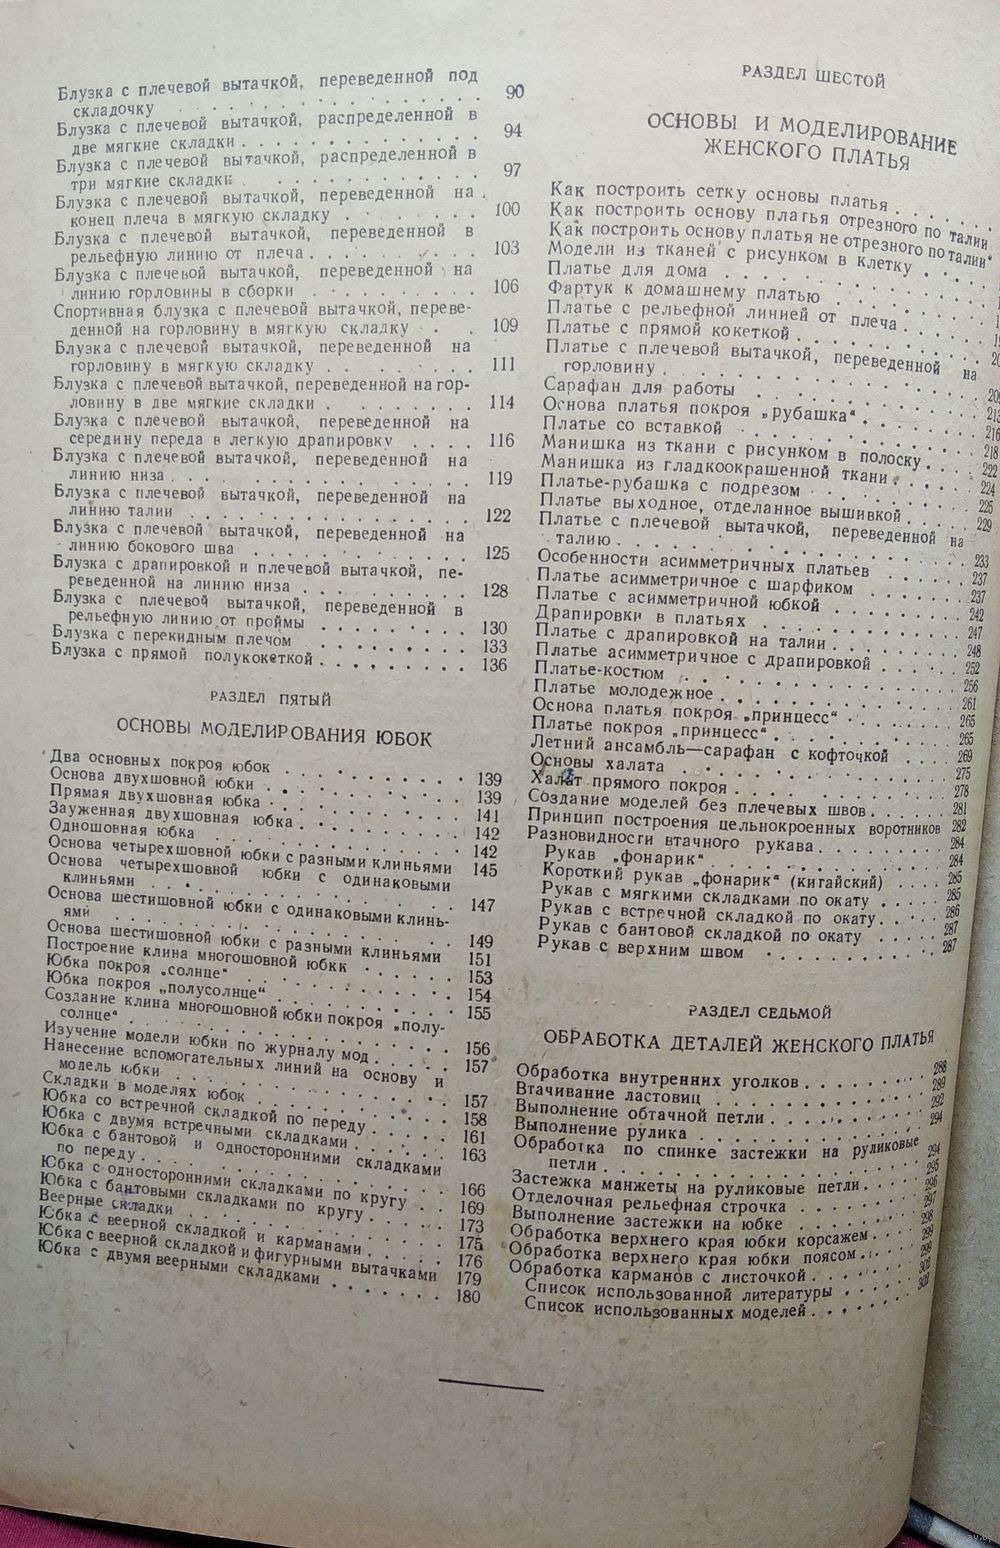 Блузка с плечевой вытачкой, переведенной под
складочку . . . . . . . . . . . . . 90
Блузка с плечевой вытачкой, распределенной в
две мягкие складки . . . . . . . . . . 94
Блузка с плечевой вытачкой, распределенной в
три мягкие складки . . . . . . . . . . 97
Блузка с плечевой вытачкой, переведенной на
конец плеча в мягкую складку . . . . . . 100
Блузка с плечевой вытачкой, переведенной в
рельефную линию от плеча . . . . . . . 103
Блузка с плечевой вытачкой, переведенной на
линию горловины в сборки . . . . . . . 106
Спортивная блузка с плечевой вытачкой, переве-
денной на горловину в мягкую складку . . 109
Блузка с плечевой вытачкой, переведенной на
горловину в мягкую складку . . . . . . . 111
Блузка с плечевой вытачкой, переведенной на гор-
ловину в две мягкие складки . . . . . . 114
Блузка с плечевой вытачкой, переведенной на
середину переда в легкую драпировку . . . . 116
Блузка с плечевой вытачкой, переведенной на
линию низа . . . . . . . . . . . . 119
Блузка с плечевой вытачкой, переведенной на
линию талии . . . . . . . . . . . . 122
Блузка с плечевой вытачкой, переведенной на
линию бокового шва . . . . . . . . . 125
Блузка с драпировкой и плечевой вытачкой, пе-
реведенной на линию низа . . . . . . . 128
Блузка с плечевой вытачкой, переведенной в
рельефную линию от проймы . . . . . . . 130
Блузка с перекидным плечом . . . . . . . 133
Блузка с прямой полукокеткой . . . . . . . 136
РАЗДЕЛ ПЯТЫЙ
ОСНОВЫ МОДЕЛИРОВАНИЯ ЮБОК
Два основных покроя юбок . . . . . . . . 139
Основа двухшовной юбки . . . . . . . . . 139
Прямая двухшовная юбка . . . . . . . . . 141
Зауженная двухшовная юбка . . . . . . . . 142
Одношовная юбка . . . . . . . . . . . 142
Основа четырехшовной юбки с разными клиньями 145
Основа четырехшовной юбки с одинаковыми
клиньями . . . . . . . . . . . . . 147
Основа шестишовной юбки с одинаковыми клинь-
ями . . . . . . . . . . . . . . . 149
Основа шестишовной юбки с разными клиньями 151
Построение клина многошовной юбкк . . . . . 153
Юбка покроя „солнце“ . . . . . . . . . . 154
Юбка покроя „полусолнце“ . . . . . . . . 155
Создание клина многошовной юбки покроя „полу-
солнце“ . . . . . . . . . . . . . . 156
Изучение модели юбки по журналу мод . . . . 157
Нанесение вспомогательных линий на основу и
модель юбки . . . . . . . . . . . . 157
Складки в моделях юбок . . . . . . . . . 158
Юбка со встречной складкой по переду . . . . 161
Юбка с двумя встречными складками . . . . . 163
Юбка с бантовой и односторонними складками
по переду . . . . . . . . . . . . . 166
Юбка с односторонними складками по кругу . . 169
Юбка с бантовыми складками по кругу . . . . 173
Веерные складки . . . . . . . . . . . . 175
Юбка с веерной складкой и карманами . . . . 176
Юбка с веерной складкой и фигурными вытачками 179
Юбка с двумя веерными складками . . . . . . 180
РАЗДЕЛ ШЕСТОЙ
ОСНОВЫ И МОДЕЛИРОВАНИЕ
ЖЕНСКОГО ПЛАТЬЯ
Как построить сетку основы платья . . . . .
Как построить основу платья отрезного по талии
Как построить основу платья не отрезного по талии
Модели из тканей с рисунком в клетку . . . .
Платье для дома . . . . . . . . . . .
Фартук к домашнему платью . . . . . . .
Платье с рельефной линией от плеча . . . .
Платье с прямой кокеткой . . . . . . . .
Платье с плечевой вытачкой, переведенной на
горловину . . . . . . . . . . . . .
Сарафан для работы . . . . . . . . . .
Основа платья покроя „рубашка“ . . . . . . 213
Платье со вставкой . . . . . . . . . . 216
Манишка из ткани с рисунком в полоску . . . . 218
Манишка из гладкоокрашенной ткани . . . . . 222
Платье-рубашка с подрезом . . . . . . . . 224
Платье выходное, отделанное вышивкой . . . . 225
Платье с плечевой вытачкой, переведенной на 229
талию . . . . . . . . . . . . . .
Особенности асимметричных платьев . . . . . 233
Платье асимметричное с шарфиком . . . . . . 237
Платье с асимметричной юбкой . . . . . . . 237
Драпировки в платьях . . . . . . . . . . 242
Платье с драпировкой на талии . . . . . . . 247
Платье асимметричное с драпировкой . . . . . 248
Платье-костюм . . . . . . . . . . . . 252
Платье молодежное . . . . . . . . . . . 256
Основа платья покроя „принцесс“ . . . . . . 261
Платье покроя „принцесс“ . . . . . . . . 265
Летний ансамбль—сарафан с кофточкой . . . . 265
Основы халата . . . . . . . . . . . . 269
Халат прямого покроя . . . . . . . . . . 275
Создание моделей без плечевых швов . . . . . 278
281
Принцип построения цельнокроенных воротников 282
Разновидности втачного рукава . . . . . . . 284
Рукав „фонарик“ . . . . . . . . . . . 284
Короткий рукав „фонарик“ (китайский) . . . . 285
Рукав с мягкими складками по окату . . . . 285
Рукав с встречной складкой по окату . . . . 286
Рукав с бантовой складкой по окату . . . . 287
Рукав с верхним швом . . . . . . . . . 287
РАЗДЕЛ СЕДЬМОЙ
ОБРАБОТКА ДЕТАЛЕЙ ЖЕНСКОГО ПЛАТЬЯ
Обработка внутренних уголков . . . . . . . 288
Втачивание ластовиц . . . . . . . . . . 289
Выполнение обтачной петли . . . . . . . . 292
Выполнение рулика . . . . . . . . . . . 294
Обработка по спинке застежки на руликовые
петли . . . . . . . . . . . . . . 294
Застежка манжеты на руликовые петли . . . . 295
Отделочная рельефная строчка . . . . . . . 296
Выполнение застежки на юбке . . . . . . . 297
Обработка верхнего края юбки корсажем . . . . 298
Обработка верхнего края юбки поясом . . . . 299
Обработка карманов с листочкой . . . . . . 299
Список использованной литературы . . . . . 302
Список использованных моделей . . . . . . 302